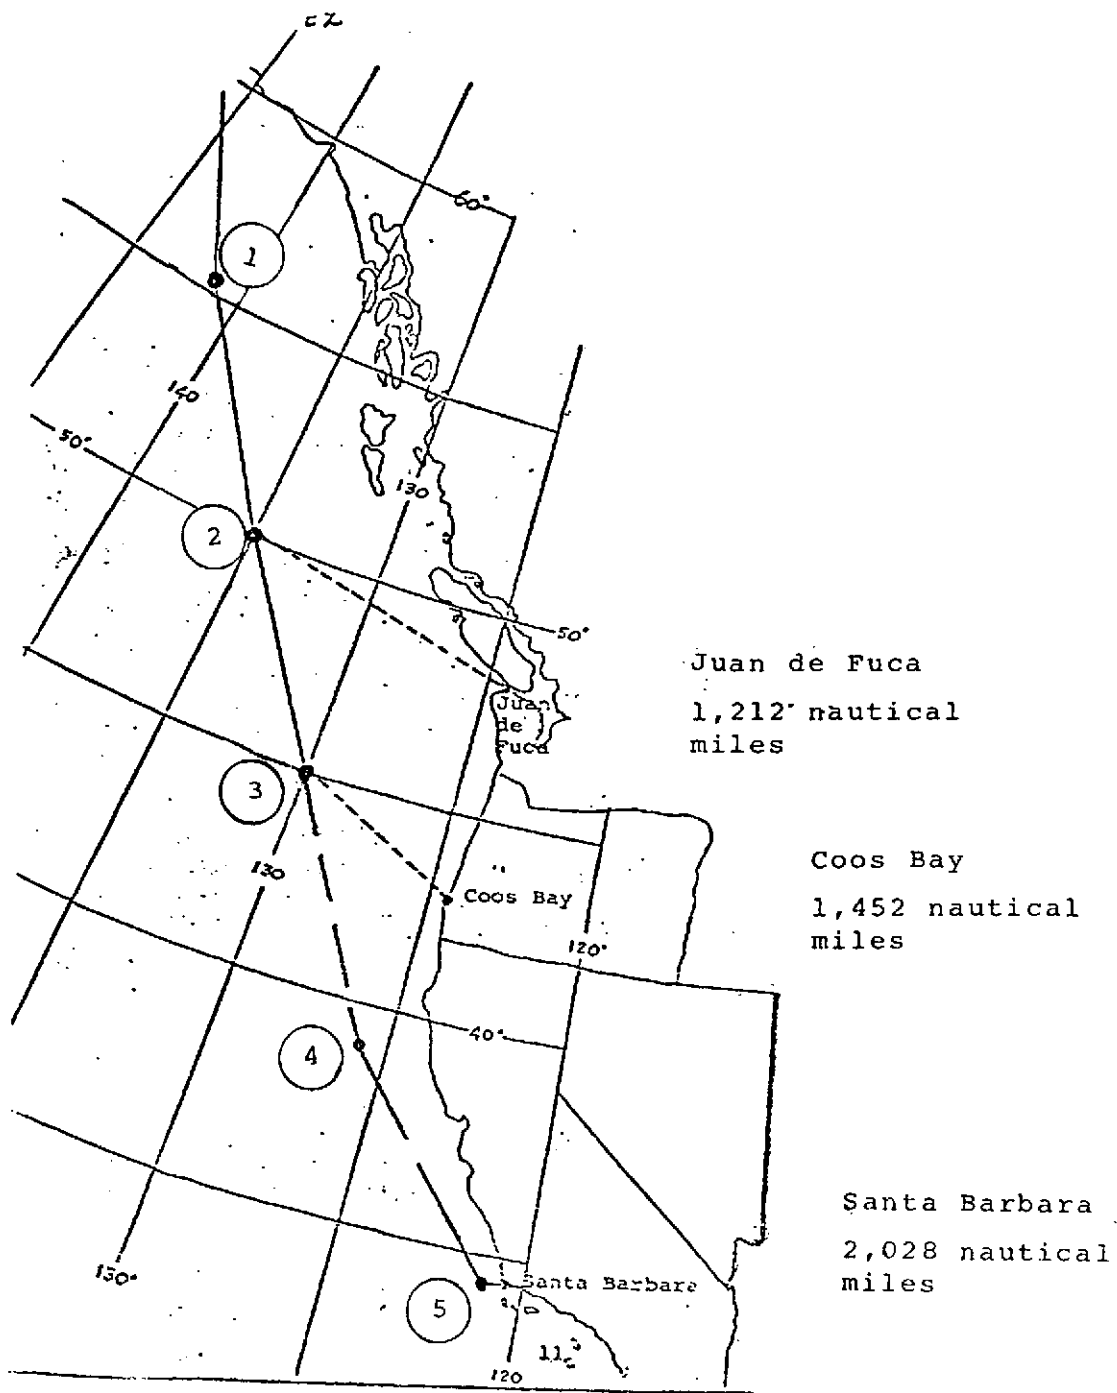 60°
1
140
50°
130
2
50°
Juan de Fuca
1,212 nautical
miles
Juan
de
Fuca
3
130
Coos Bay
Coos Bay
1,452 nautical
miles
120°
40°
4
Santa Barbara
2,028 nautical
miles
130°
Santa Barbara
5
120